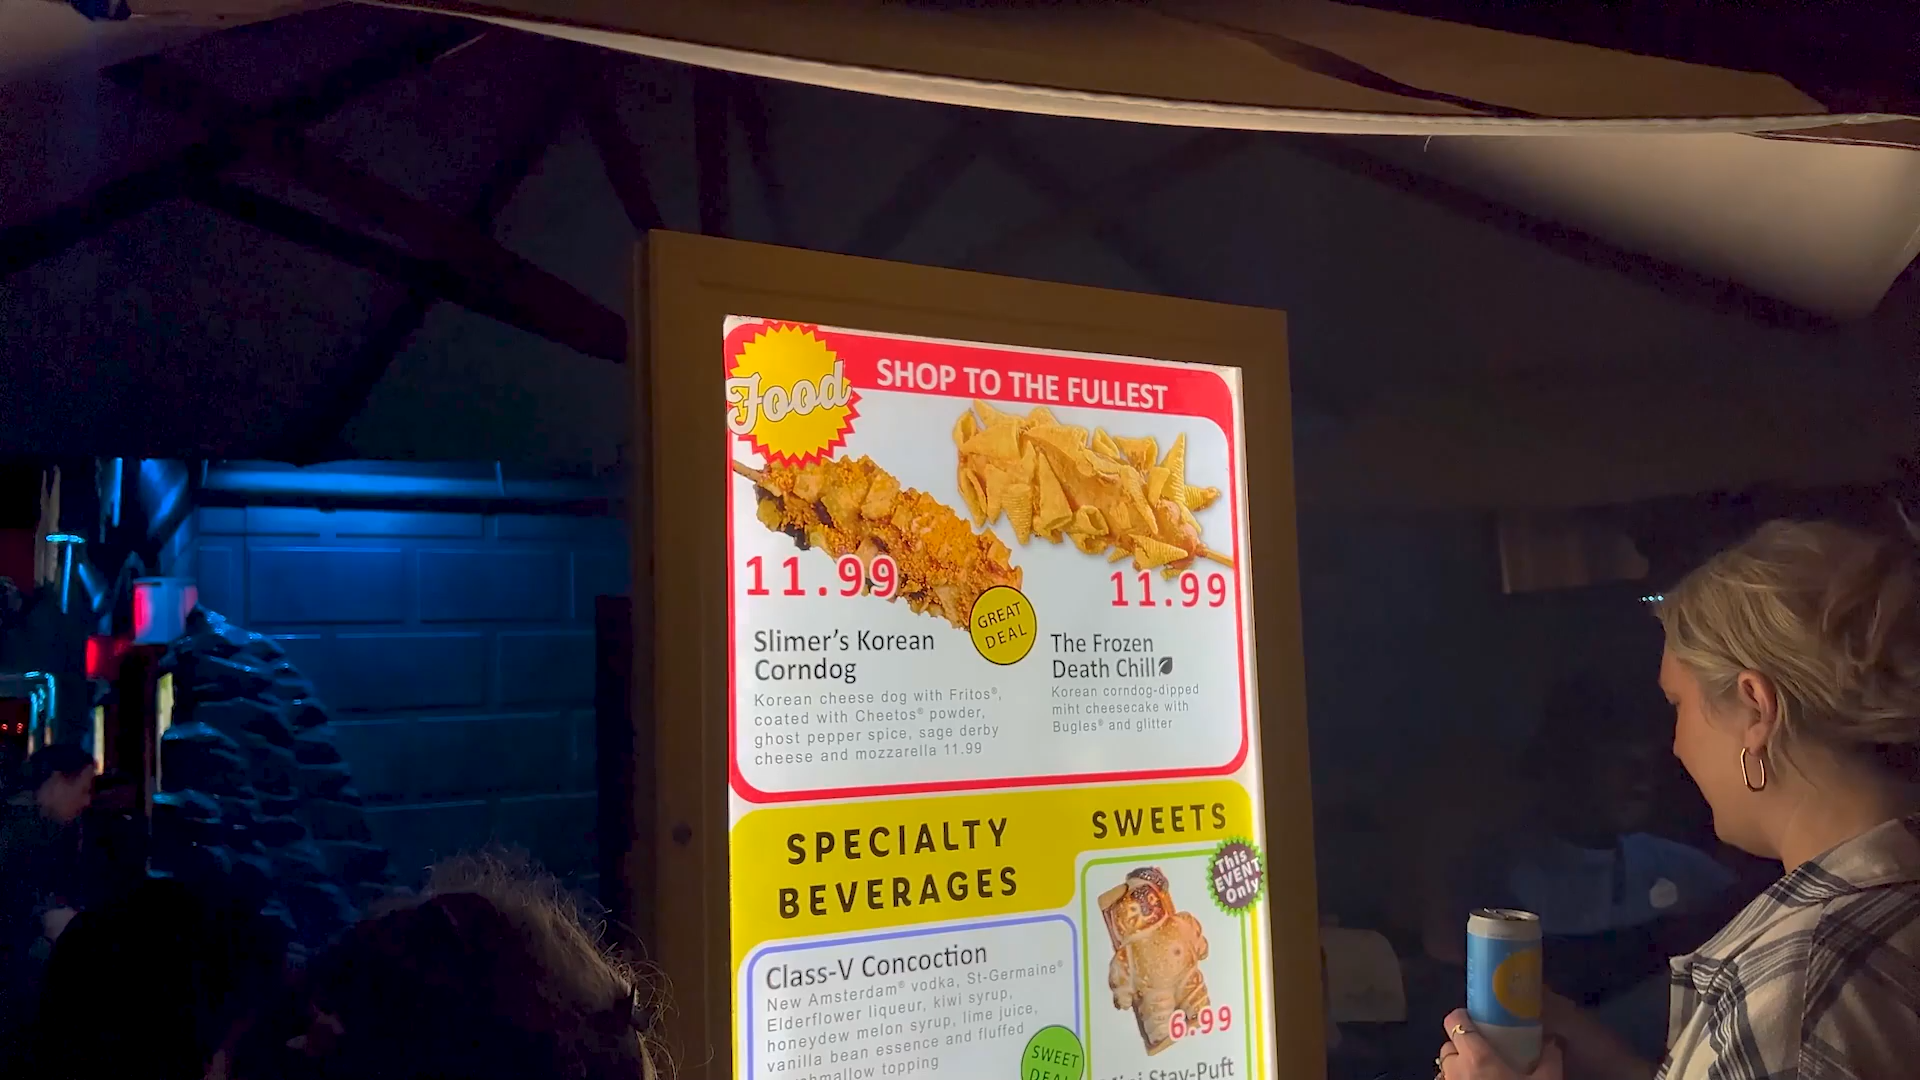 Food
SHOP TO THE FULLEST
11.99
11.99
GREAT
DEAL
Slimer's Korean
Corndog
Korean cheese dog with Fritos®,
coated with Cheetos® powder,
ghost pepper spice, sage derby
cheese and mozzarella 11.99
The Frozen
Death Chill
Korean corndog-dipped
mint cheesecake with
Bugles® and glitter
SPECIALTY
BEVERAGES
SWEETS
This
EVENT
Only
Class-V Concoction
New Amsterdam® vodka, St-Germaine®
Elderflower liqueur, kiwi syrup,
honeydew melon syrup, lime juice,
vanilla bean essence and fluffed
topping
SWEET
DEAL
6.99
Stay-Puft